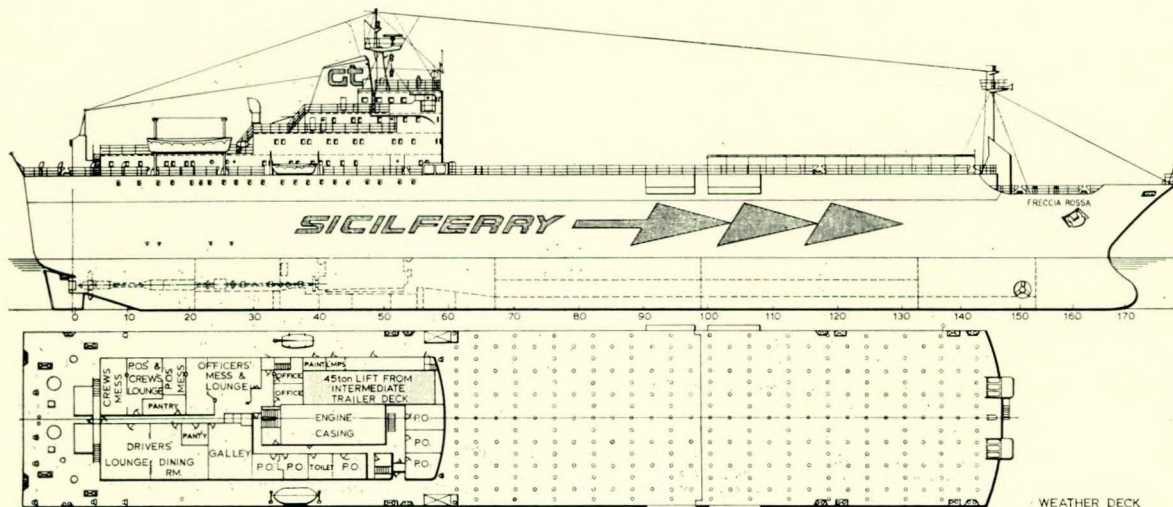 Gt
SICILFERRY
FRECCIA ROSSA
0 10 20 30 40 50 60 70 80 90 100 110 120 130 140 150 160 170
CREWS
MESS
POS' &
CREWS
LOUNGE
POS'
MESS
OFFICERS'
MESS &
LOUNGE
OFFICE
OFFICE
PAINT
LMPS
45ton LIFT FROM
INTERMEDIATE
TRAILER DECK
PANTRY
ENGINE
CASING
P.O.
P.O.
P.O.
DRIVERS'
LOUNGE
DINING
RM.
PANT'Y
GALLEY
P.O.
P.O.
TOILET
P.O.
WEATHER DECK